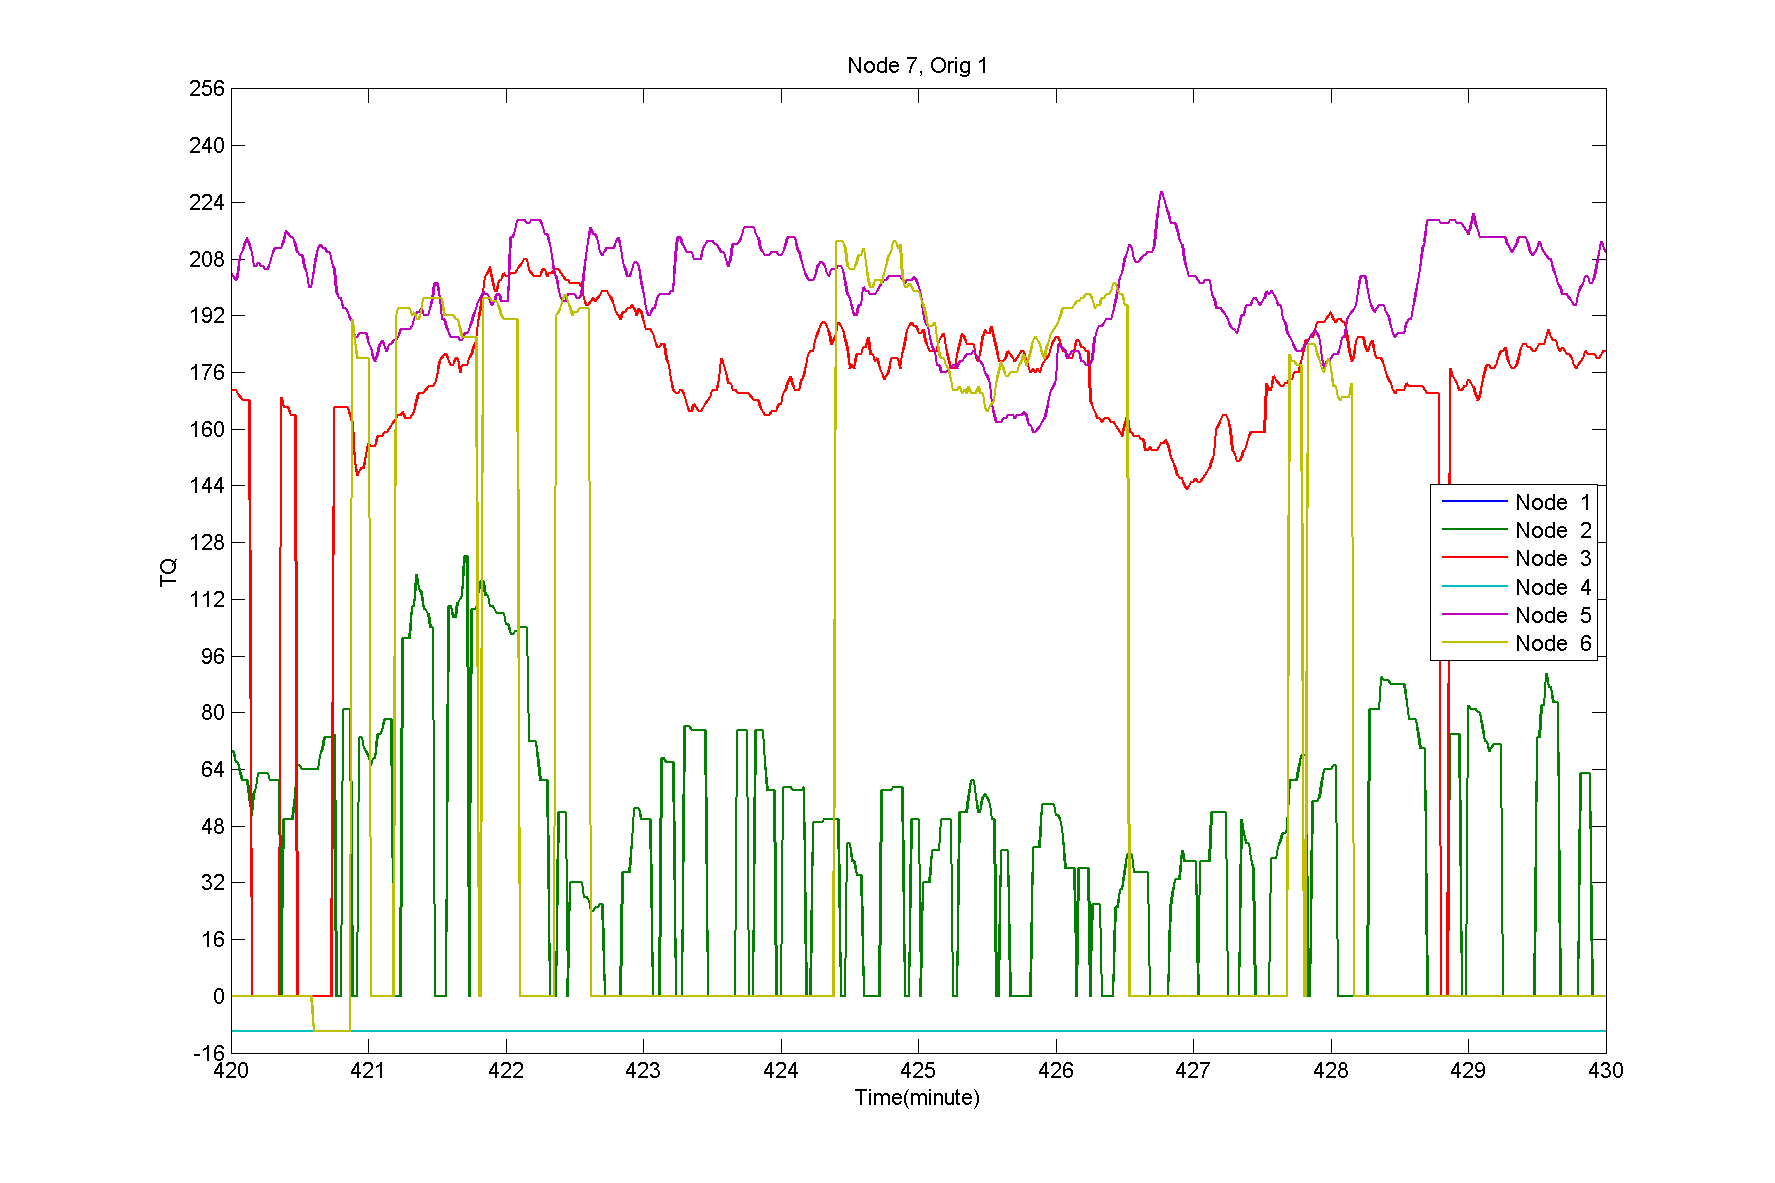 Node 7, Orig 1
256
240
224
208
192
176
160
144
128
112
96
80
64
48
32
16
0
-16
TQ
Node 1
Node 2
Node 3
Node 4
Node 5
Node 6
420 421 422 423 424 425 426 427 428 429 430
Time(minute)